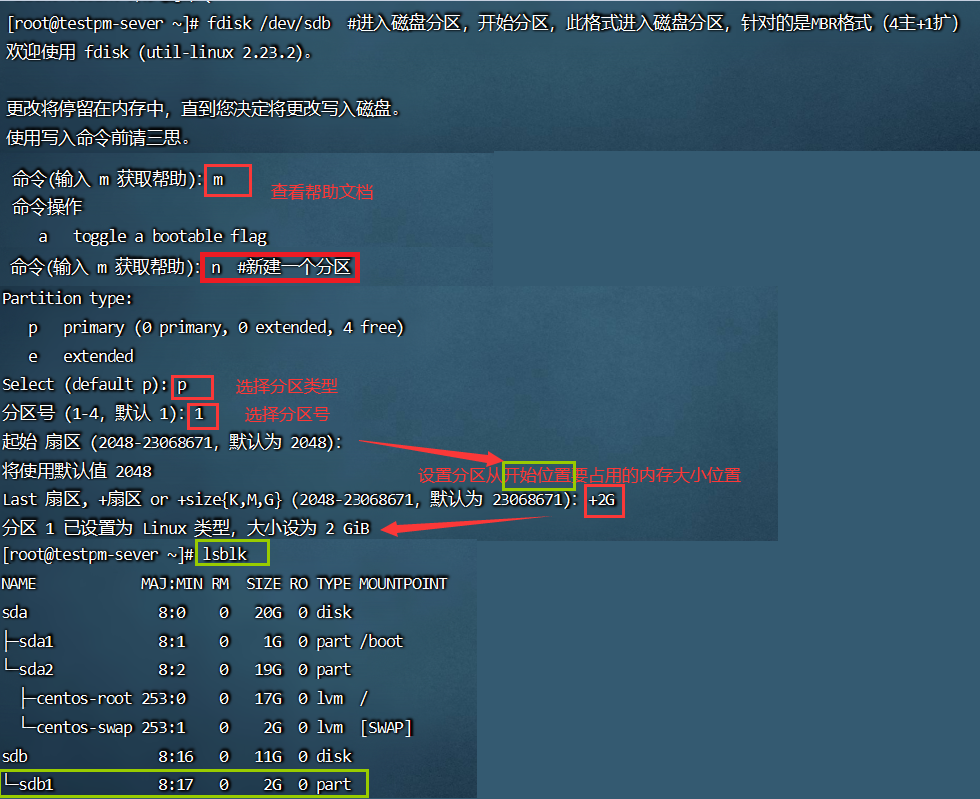 [root@testpm-sever ~]# fdisk /dev/sdb  #进入磁盘分区，开始分区，此格式进入磁盘分区，针对的是MBR格式（4主+1扩）
欢迎使用 fdisk (util-linux 2.23.2)。
更改将停留在内存中，直到您决定将更改写入磁盘。
使用写入命令前请三思。
命令(输入 m 获取帮助)：m
查看帮助文档
命令操作
a   toggle a bootable flag
命令(输入 m 获取帮助)：n  #新建一个分区
Partition type:
p   primary (0 primary, 0 extended, 4 free)
e   extended
Select (default p): p 选择分区类型
分区号 (1-4，默认 1)：1 选择分区号
起始 扇区 (2048-23068671，默认为 2048)：
将使用默认值 2048
设置分区从开始位置要占用的内存大小位置
Last 扇区, +扇区 or +size{K,M,G} (2048-23068671，默认为 23068671)：+2G
分区 1 已设置为 Linux 类型，大小设为 2 GiB
[root@testpm-sever ~]# lsblk
NAME            MAJ:MIN RM  SIZE RO TYPE MOUNTPOINT
sda               8:0    0   20G  0 disk
├─sda1            8:1    0    1G  0 part /boot
└─sda2            8:2    0   19G  0 part
  ├─centos-root 253:0    0   17G  0 lvm  /
  └─centos-swap 253:1    0    2G  0 lvm  [SWAP]
sdb               8:16   0   11G  0 disk
└─sdb1            8:17   0    2G  0 part